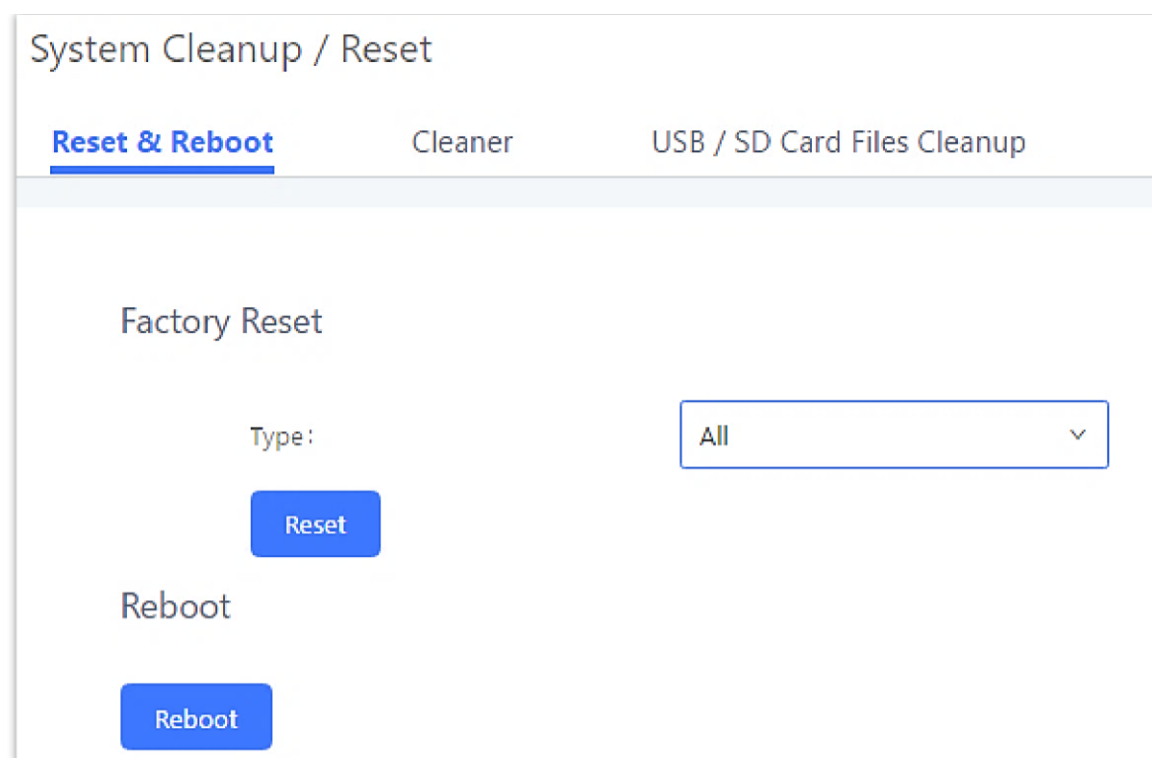 System Cleanup / Reset
Reset & Reboot Cleaner USB / SD Card Files Cleanup
Factory Reset
Type: All
Reset
Reboot
Reboot